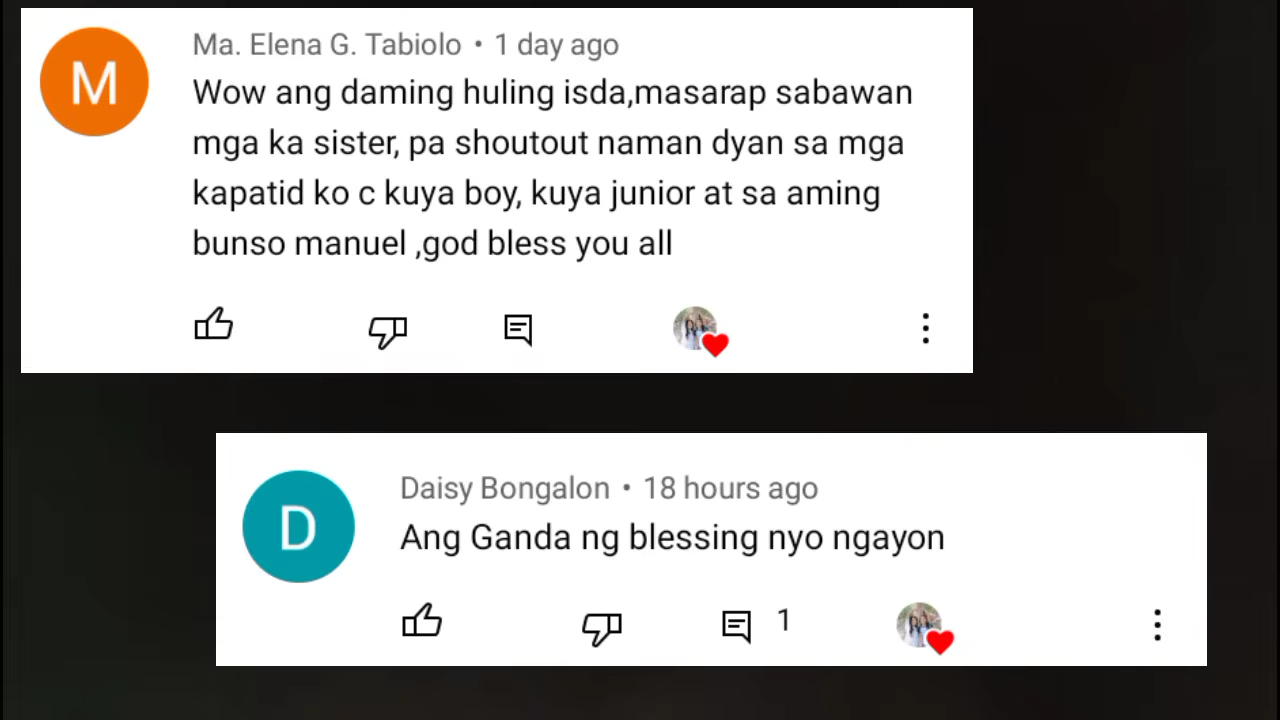 M
Ma. Elena G. Tabiolo • 1 day ago
Wow ang daming huling isda,masarap sabawan
mga ka sister, pa shoutout naman dyan sa mga
kapatid ko c kuya boy, kuya junior at sa aming
bunso manuel ,god bless you all
D
Daisy Bongalon • 18 hours ago
Ang Ganda ng blessing nyo ngayon
1